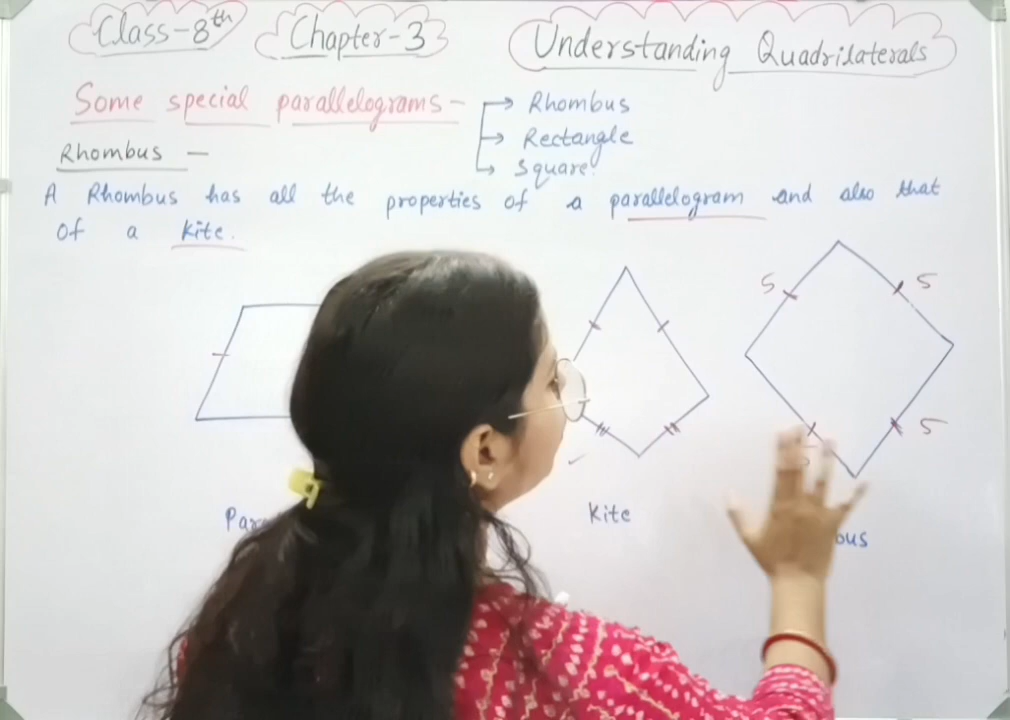 Class-8th Chapter-3 Understanding Quadrilaterals
Some special parallelograms -
Rhombus
Rectangle
Square
Rhombus -
A Rhombus has all the properties of a parallelogram and also that
of a kite.
5 5
5
Kite